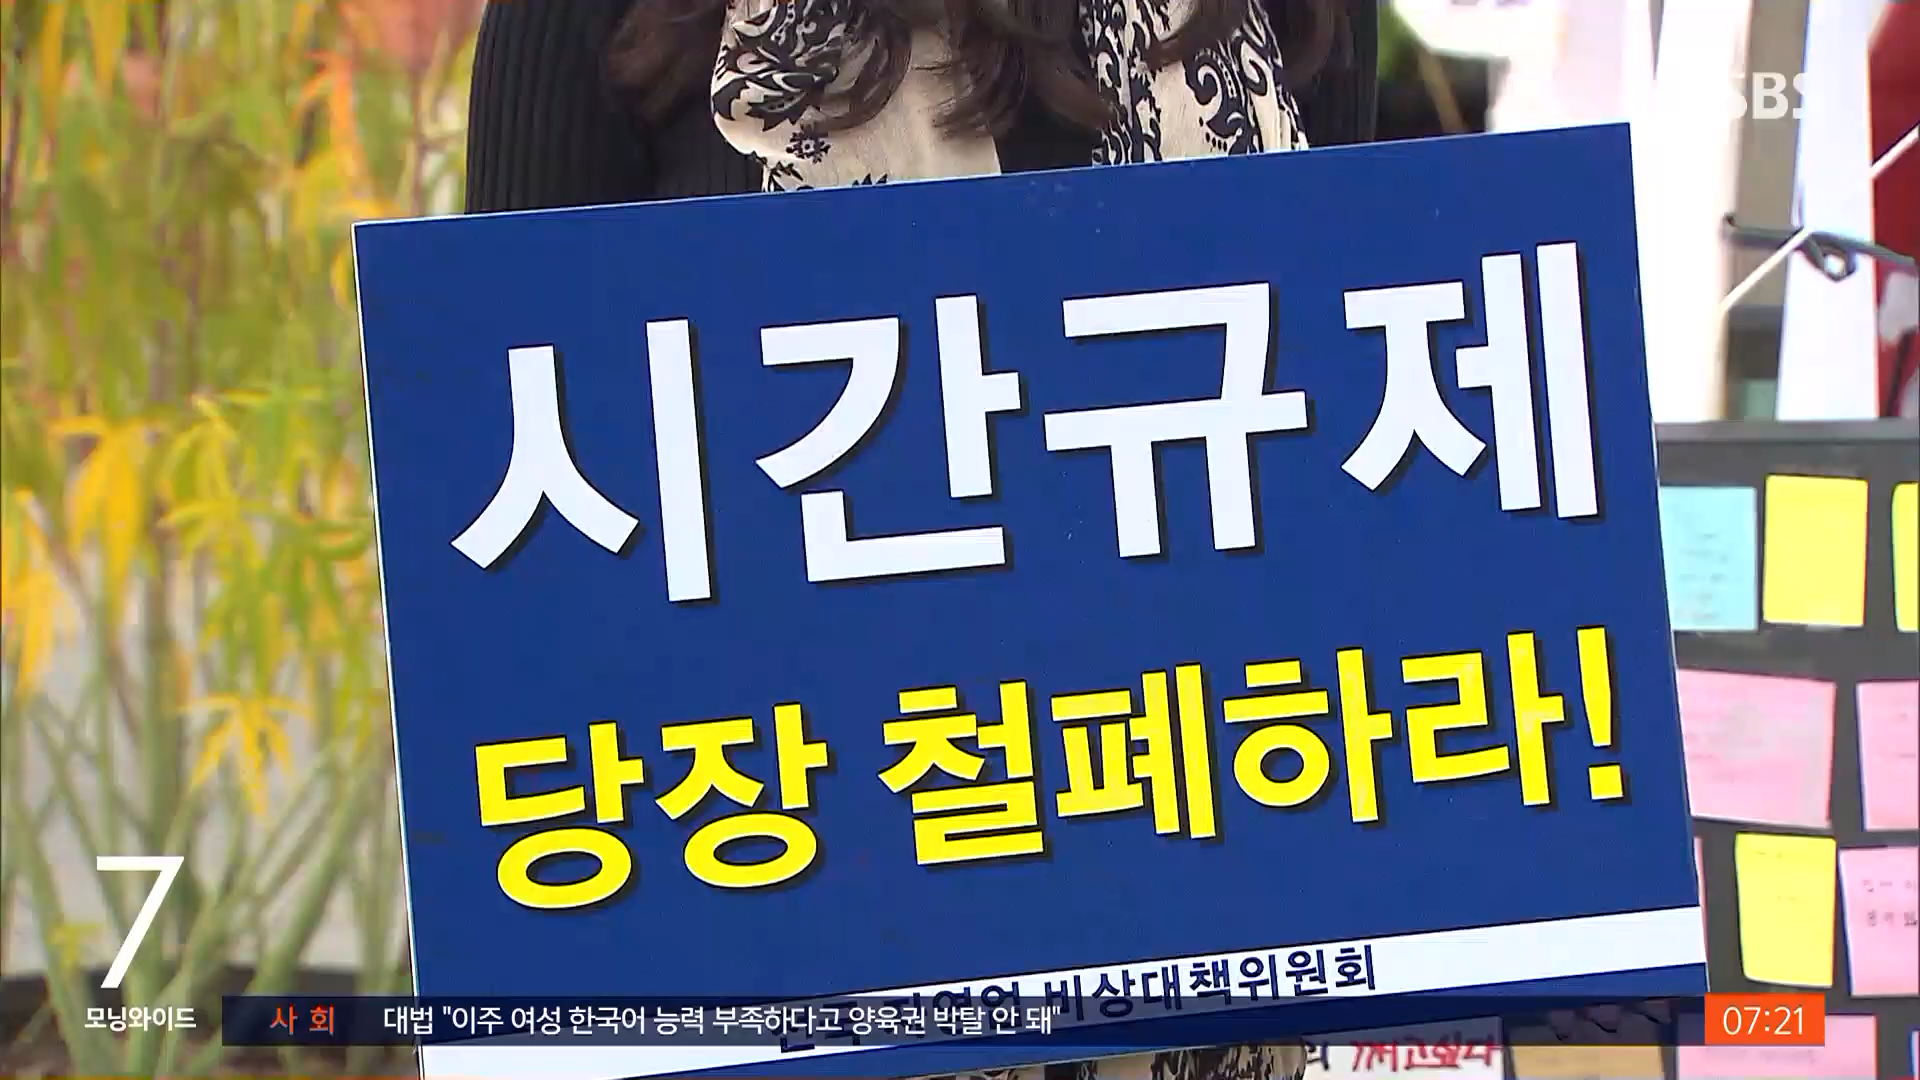 SBS
시간규제
당장 철폐하라!
비상대책위원회
7
모닝와이드
사회
대법 "이주 여성 한국어 능력 부족하다고 양육권 박탈 안 돼"
07:21